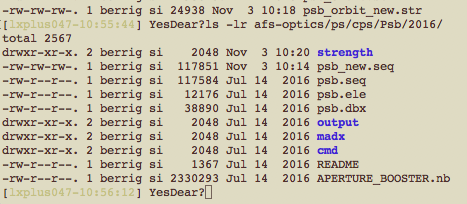 -rw-rw-rw-. 1 berrig si 24938 Nov 3 10:18 psb_orbit_new.str
[lxplus047-10:55:44] YesDear?ls -lr afs-optics/ps/cps/Psb/2016/
total 2567
drwxr-xr-x. 2 berrig si 2048 Nov 3 10:20 strength
-rw-rw-rw-. 1 berrig si 117851 Nov 3 10:14 psb_new.seq
-rw-r--r--. 1 berrig si 117584 Jul 14 2016 psb.seq
-rw-r--r--. 1 berrig si 12176 Jul 14 2016 psb.ele
-rw-r--r--. 1 berrig si 38890 Jul 14 2016 psb.dbx
drwxr-xr-x. 2 berrig si 2048 Jul 14 2016 output
drwxr-xr-x. 2 berrig si 2048 Jul 14 2016 madx
drwxr-xr-x. 2 berrig si 2048 Jul 14 2016 cmd
-rw-r--r--. 1 berrig si 1367 Jul 14 2016 README
-rw-r--r--. 1 berrig si 2330293 Jul 14 2016 APERTURE_BOOSTER.nb
[lxplus047-10:56:12] YesDear?